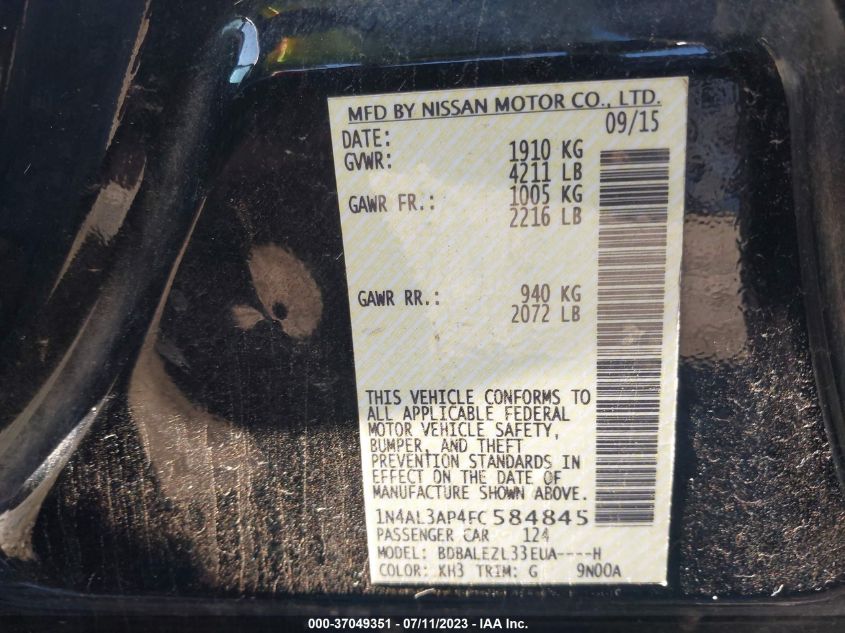 MFD BY NISSAN MOTOR CO., LTD.
DATE: 09/15
GVWR: 1910 KG
4211 LB
GAWR FR.: 1005 KG
2216 LB
GAWR RR.: 940 KG
2072 LB
THIS VEHICLE CONFORMS TO
ALL APPLICABLE FEDERAL
MOTOR VEHICLE SAFETY,
BUMPER, AND THEFT
PREVENTION STANDARDS IN
EFFECT ON THE DATE OF
MANUFACTURE SHOWN ABOVE.
1N4AL3AP4FC584845
PASSENGER CAR 124
MODEL: BDBALEZL33EUA----H
COLOR: KH3 TRIM: G 9N00A
000-37049351 - 07/11/2023 - IAA Inc.